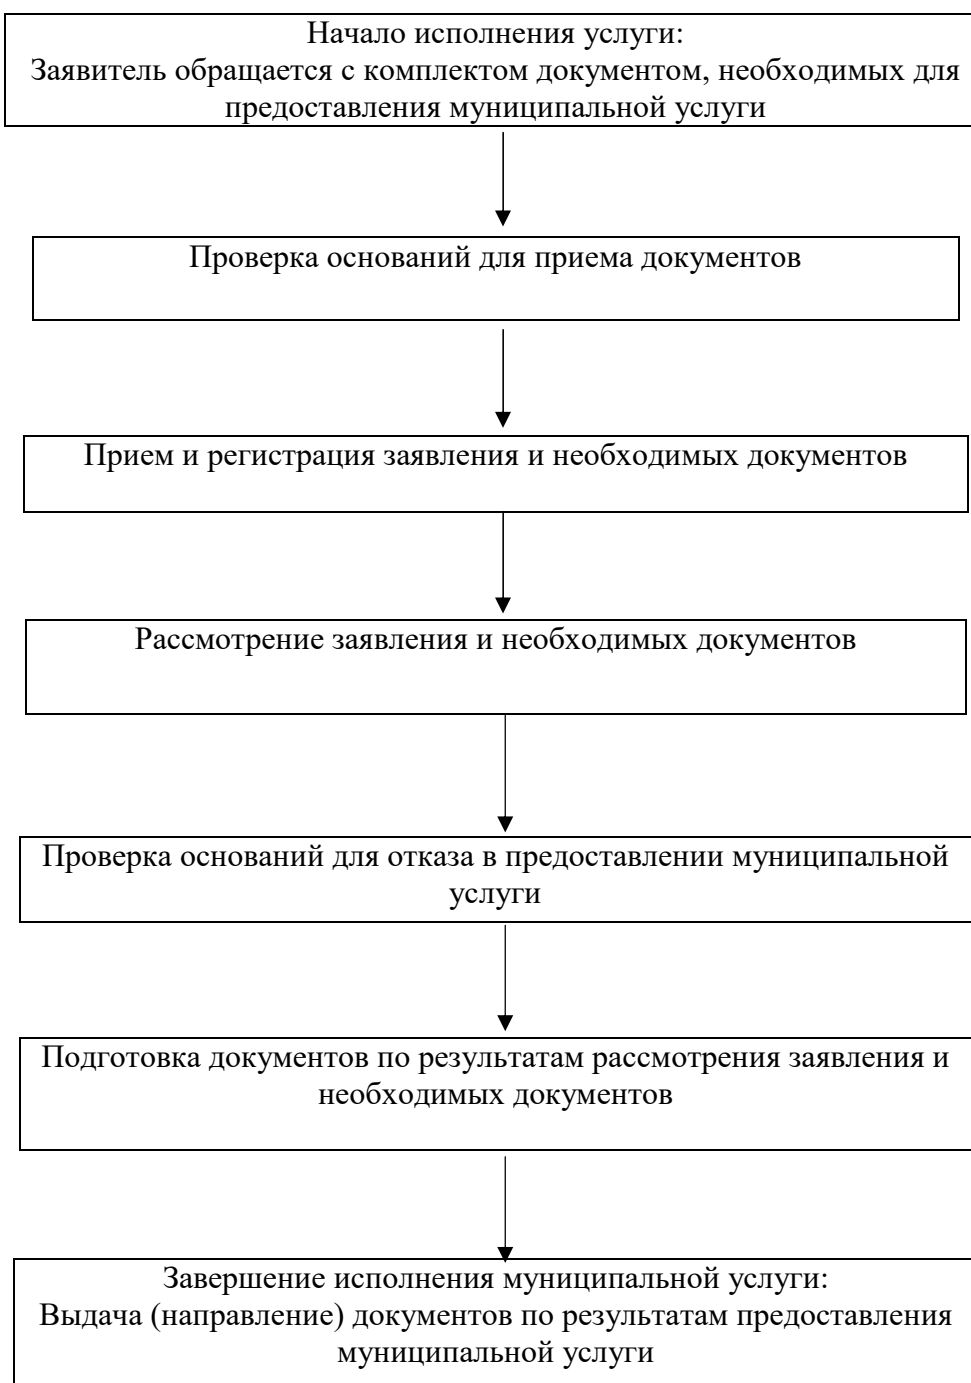 Начало исполнения услуги:
Заявитель обращается с комплектом документом, необходимых для
предоставления муниципальной услуги
Проверка оснований для приема документов
Прием и регистрация заявления и необходимых документов
Рассмотрение заявления и необходимых документов
Проверка оснований для отказа в предоставлении муниципальной
услуги
Подготовка документов по результатам рассмотрения заявления и
необходимых документов
Завершение исполнения муниципальной услуги:
Выдача (направление) документов по результатам предоставления
муниципальной услуги